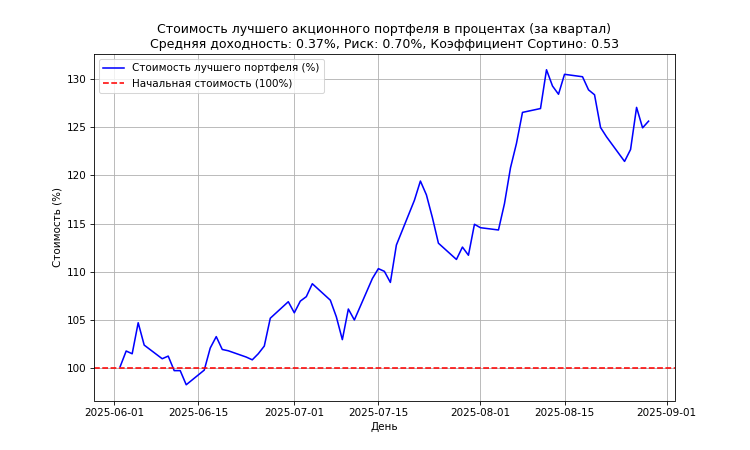 Стоимость лучшего акционного портфеля в процентах (за квартал)
Средняя доходность: 0.37%, Риск: 0.70%, Коэффициент Сортино: 0.53
Стоимость лучшего портфеля (%)
Начальная стоимость (100%)
Стоимость (%)
130
125
120
115
110
105
100
2025-06-01 2025-06-15 2025-07-01 2025-07-15 2025-08-01 2025-08-15 2025-09-01
День